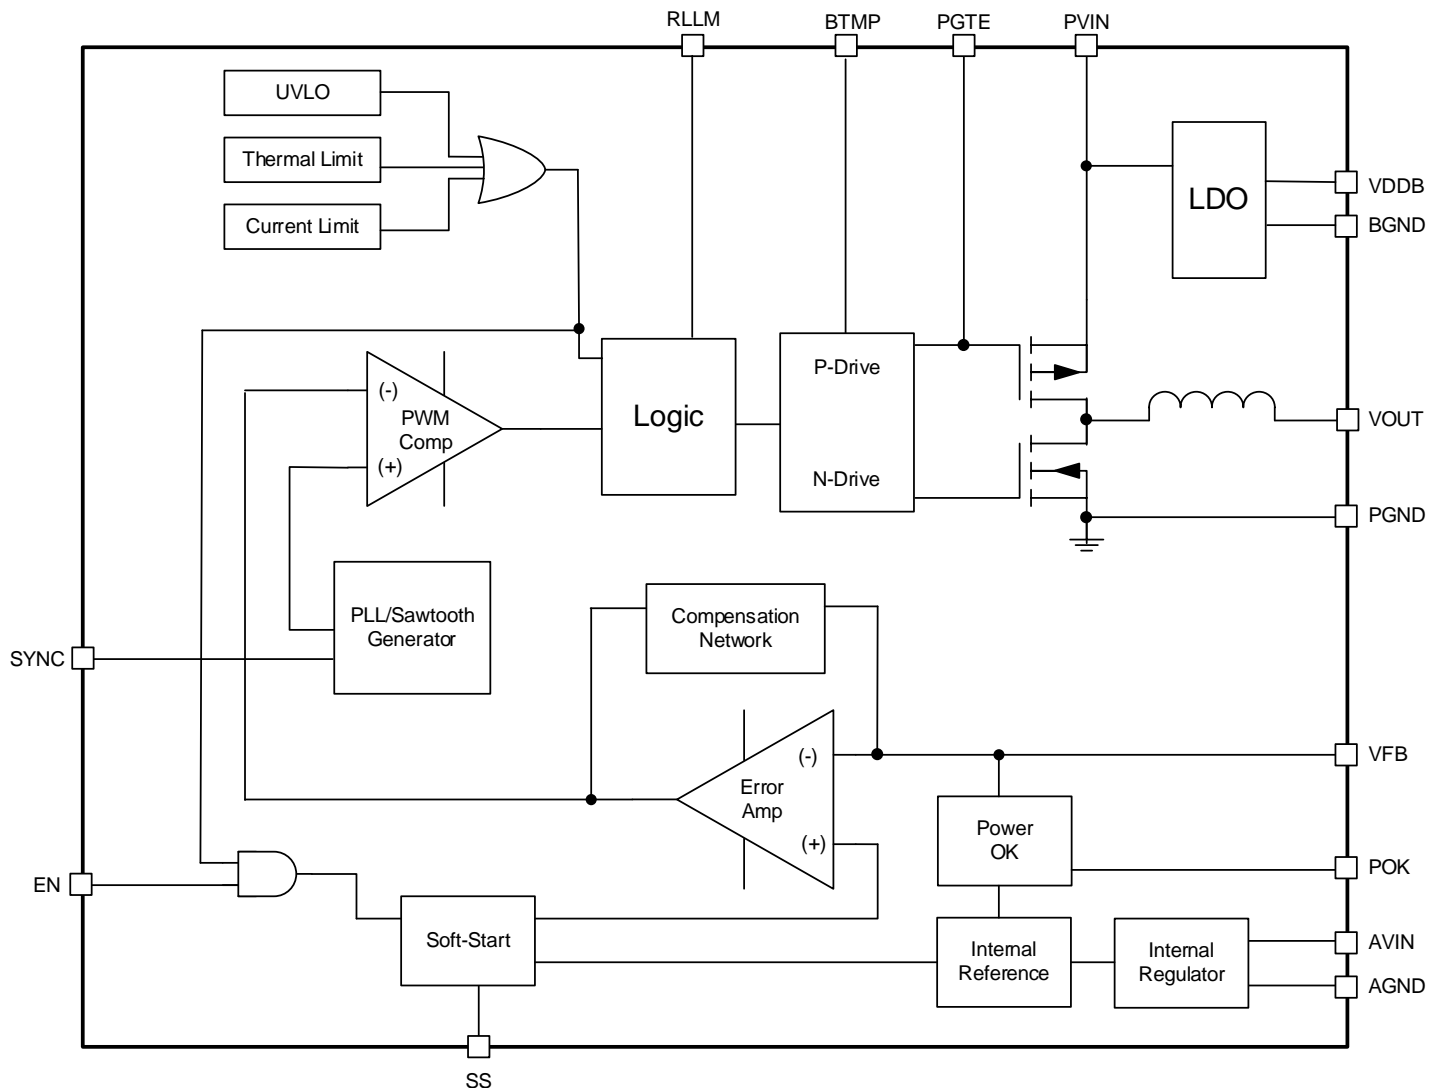 RLLM
BTMP
PGTE
PVIN
UVLO
Thermal Limit
Current Limit
LDO
VDDB
BGND
(-)
PWM
Comp
(+)
Logic
P-Drive
N-Drive
VOUT
PGND
PLL/Sawtooth
Generator
SYNC
Compensation
Network
(-)
Error
Amp
(+)
VFB
Power
OK
POK
EN
Soft-Start
Internal
Reference
Internal
Regulator
AVIN
AGND
SS